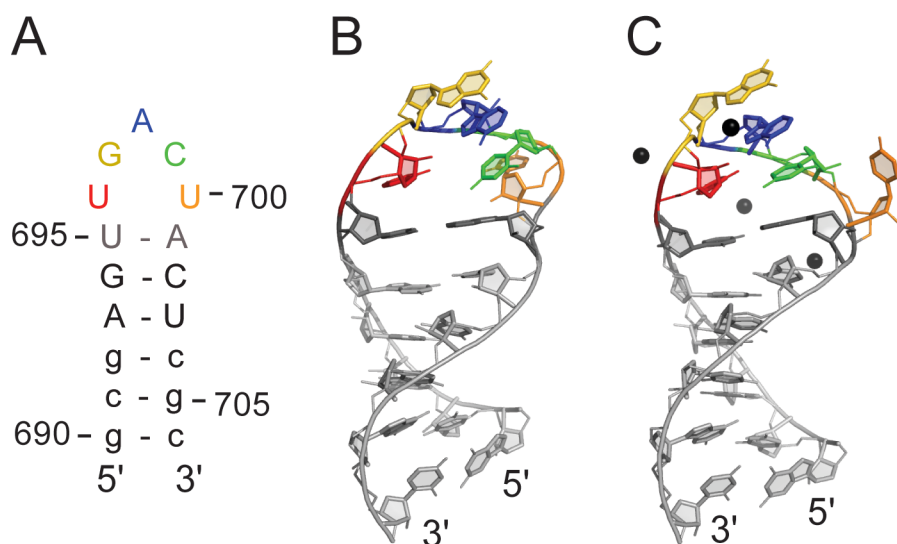 A
B
C
A
G C
U U – 700
695 – U - A
G - C
A - U
g - c
c - g – 705
690 – g - c
5' 3'
5'
3'
3' 5'